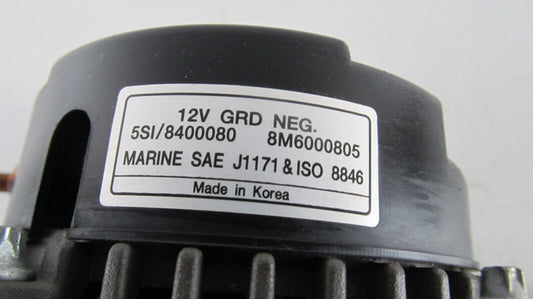 12V GRD NEG.
5SI/8400080 8M6000805
MARINE SAE J1171 & ISO 8846
Made in Korea